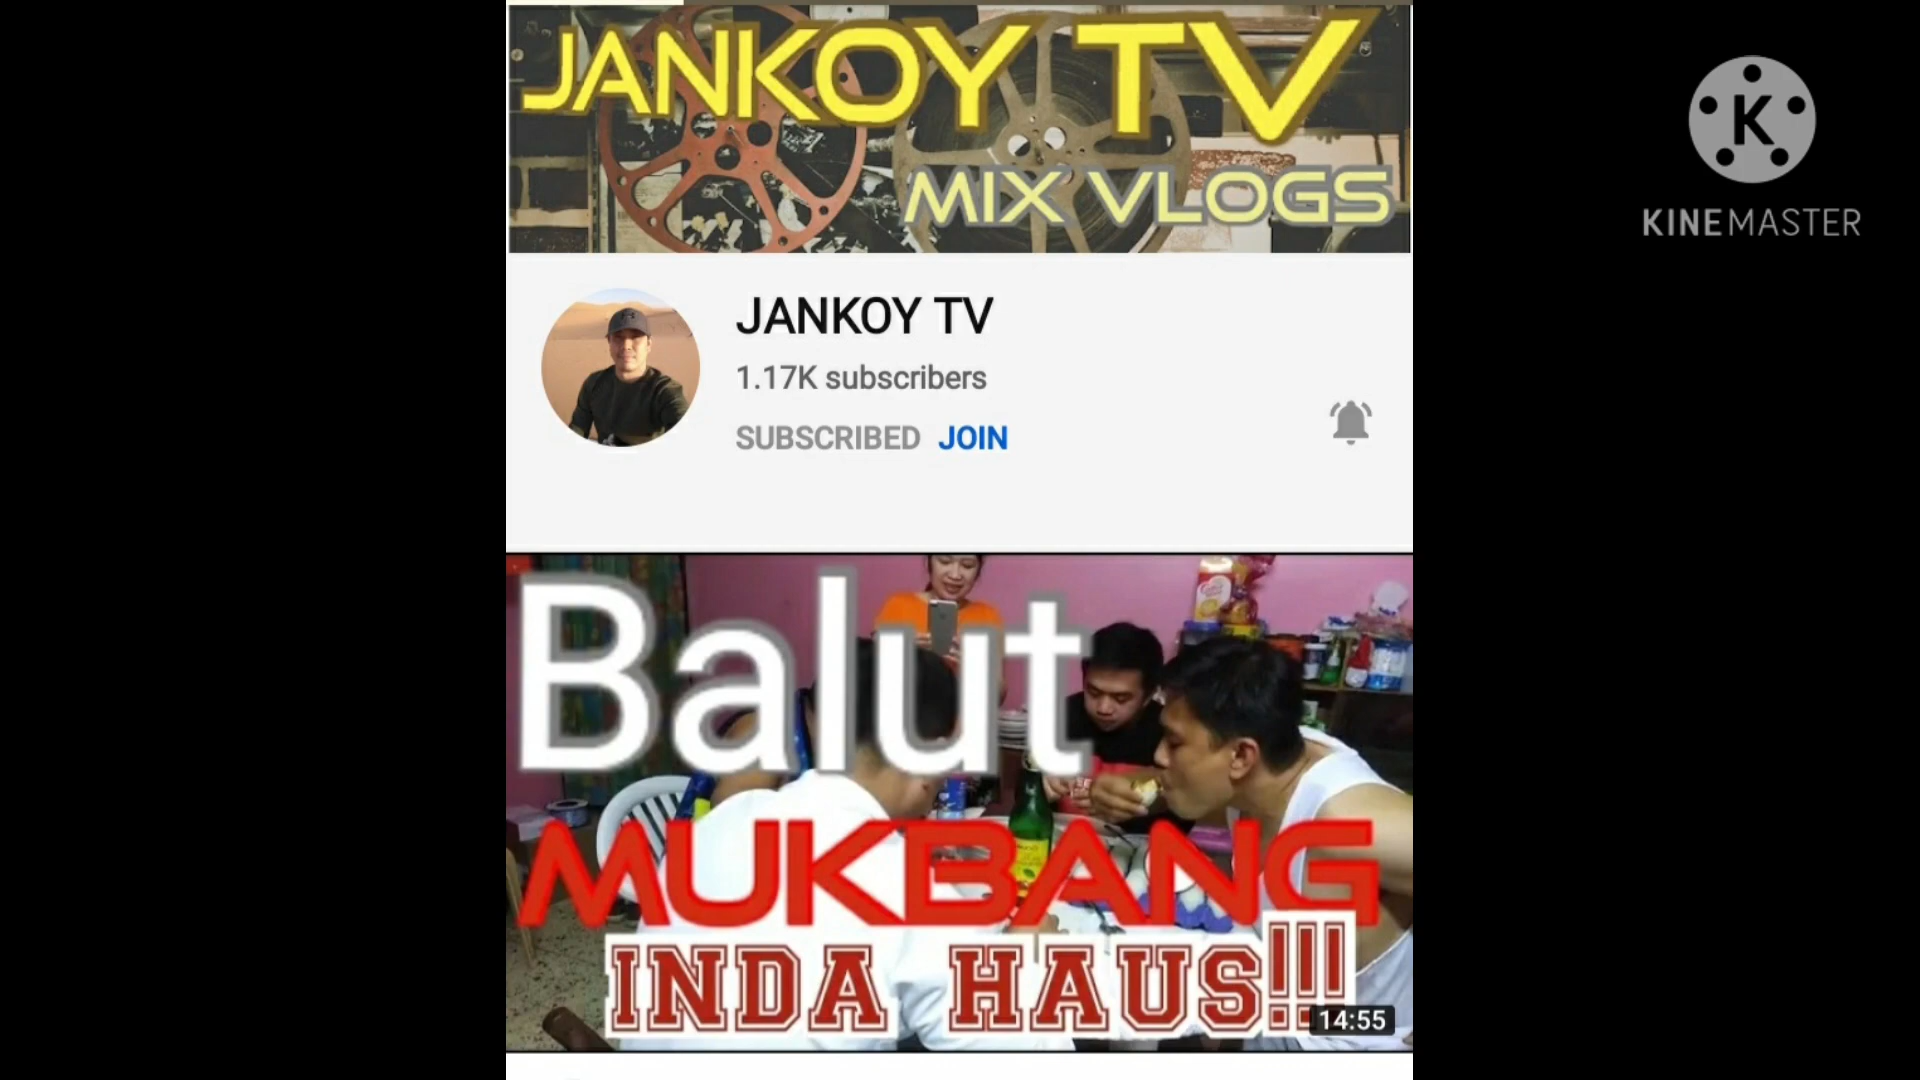 JANKOY TV
MIX VLOGS
K
KINEMASTER
JANKOY TV
1.17K subscribers
SUBSCRIBED JOIN
Balut
MUKBANG
INDA HAUS!!!
14:55